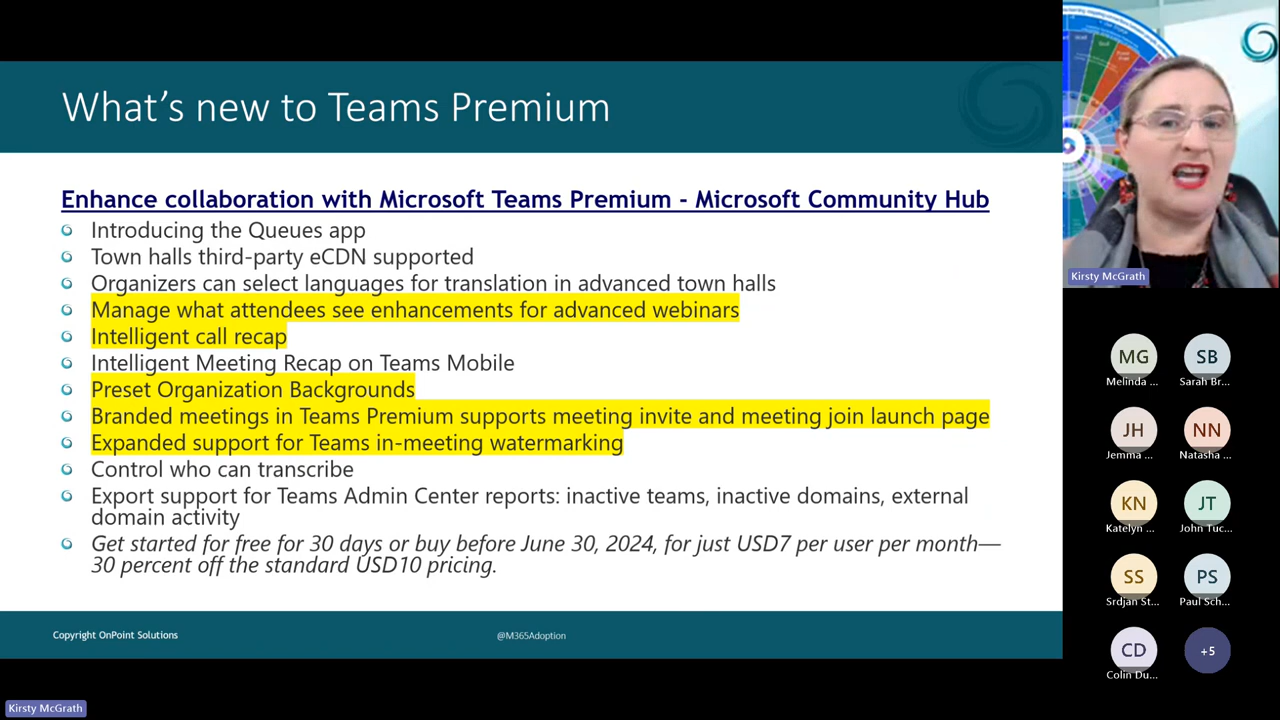 What's new to Teams Premium
Enhance collaboration with Microsoft Teams Premium - Microsoft Community Hub
Introducing the Queues app
Town halls third-party eCDN supported
Organizers can select languages for translation in advanced town halls
Manage what attendees see enhancements for advanced webinars
Intelligent call recap
Intelligent Meeting Recap on Teams Mobile
Preset Organization Backgrounds
Branded meetings in Teams Premium supports meeting invite and meeting join launch page
Expanded support for Teams in-meeting watermarking
Control who can transcribe
Export support for Teams Admin Center reports: inactive teams, inactive domains, external
domain activity
Get started for free for 30 days or buy before June 30, 2024, for just USD7 per user per month—
30 percent off the standard USD10 pricing.
Copyright OnPoint Solutions
@M365Adoption
Kirsty McGrath
MG
SB
Melinda ...
Sarah Br...
JH
NN
Jemma ...
Natasha ...
KN
JT
Katelyn ...
John Tuc...
SS
PS
Srdjan St...
Paul Sch...
CD
+5
Colin Du...
Kirsty McGrath